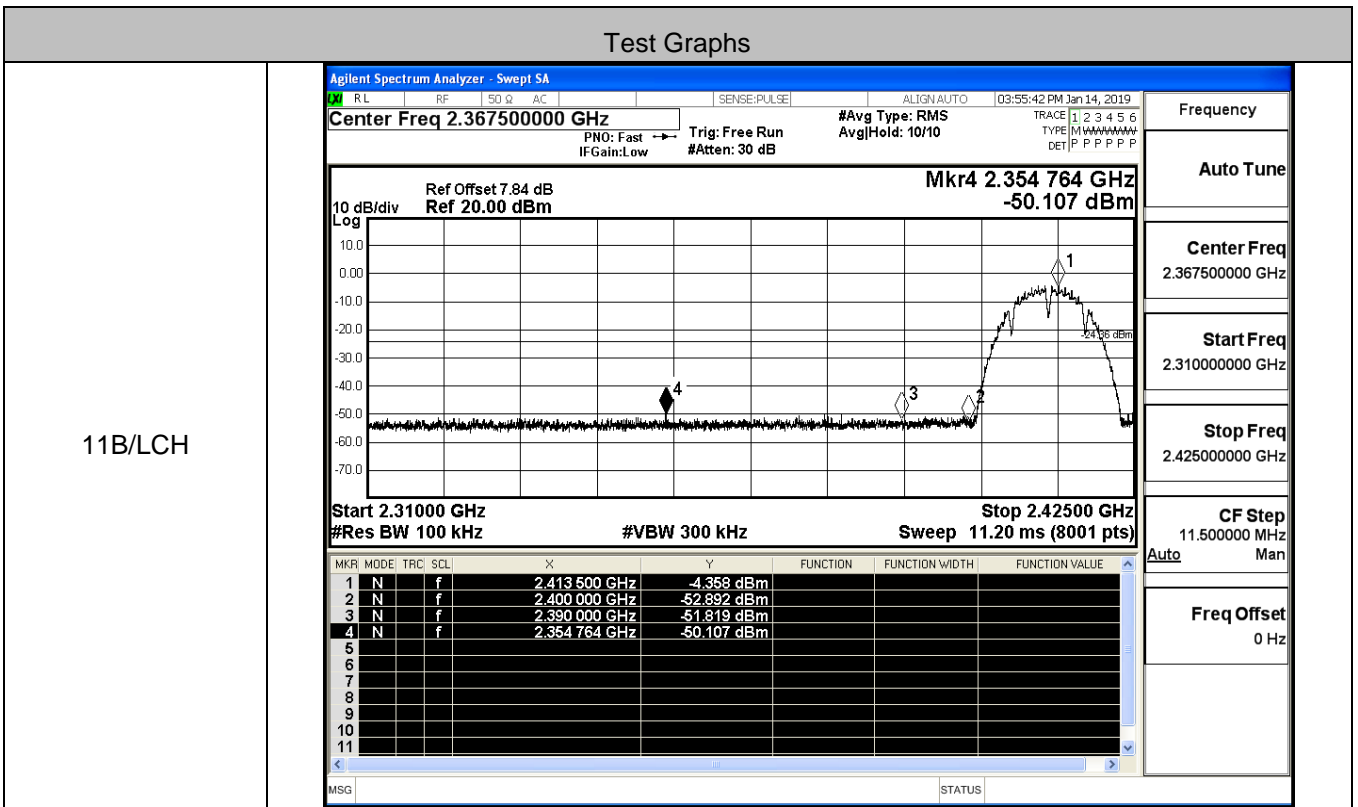 Test Graphs
11B/LCH
Agilent Spectrum Analyzer - Swept SA
LXI RL RF 50 Ω AC SENSE:PULSE ALIGN AUTO 03:55:42 PM Jan 14, 2019
Center Freq 2.367500000 GHz
PNO: Fast
IFGain:Low
Trig: Free Run
#Atten: 30 dB
#Avg Type: RMS
Avg|Hold: 10/10
TRACE 1 2 3 4 5 6
TYPE M
DET P P P P P P
Mkr4 2.354 764 GHz
-50.107 dBm
Ref Offset 7.84 dB
10 dB/div Ref 20.00 dBm
Log
10.0
0.00
-10.0
-20.0
-30.0
-40.0
-50.0
-60.0
-70.0
1
-24.36 dBm
4
3
2
Start 2.31000 GHz Stop 2.42500 GHz
#Res BW 100 kHz #VBW 300 kHz Sweep 11.20 ms (8001 pts)
MKR MODE TRC SCL X Y FUNCTION FUNCTION WIDTH FUNCTION VALUE
1 N f 2.413 500 GHz -4.358 dBm
2 N f 2.400 000 GHz -52.892 dBm
3 N f 2.390 000 GHz -51.819 dBm
4 N f 2.354 764 GHz -50.107 dBm
5
6
7
8
9
10
11
MSG STATUS
Frequency
Auto Tune
Center Freq
2.367500000 GHz
Start Freq
2.310000000 GHz
Stop Freq
2.425000000 GHz
CF Step
11.500000 MHz
Auto Man
Freq Offset
0 Hz